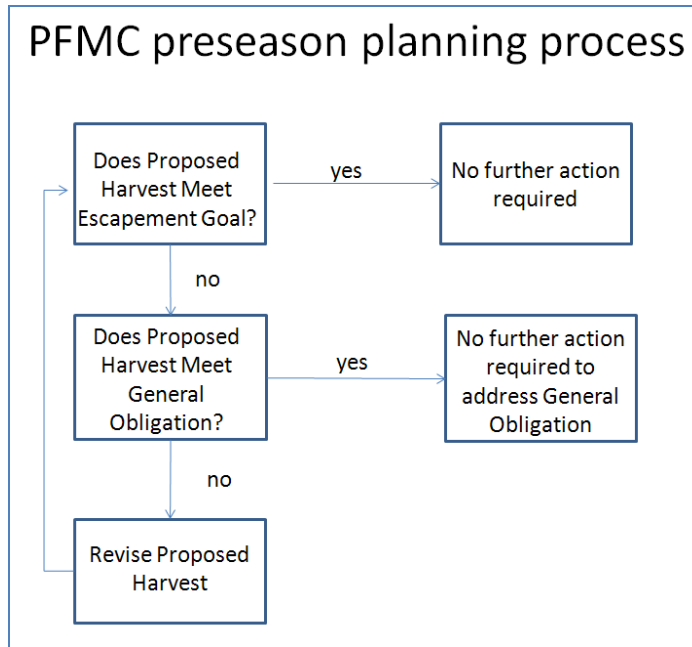 PFMC preseason planning process
Does Proposed
Harvest Meet
Escapement Goal?
yes
No further action
required
no
Does Proposed
Harvest Meet
General
Obligation?
yes
No further action
required to
address General
Obligation
no
Revise Proposed
Harvest